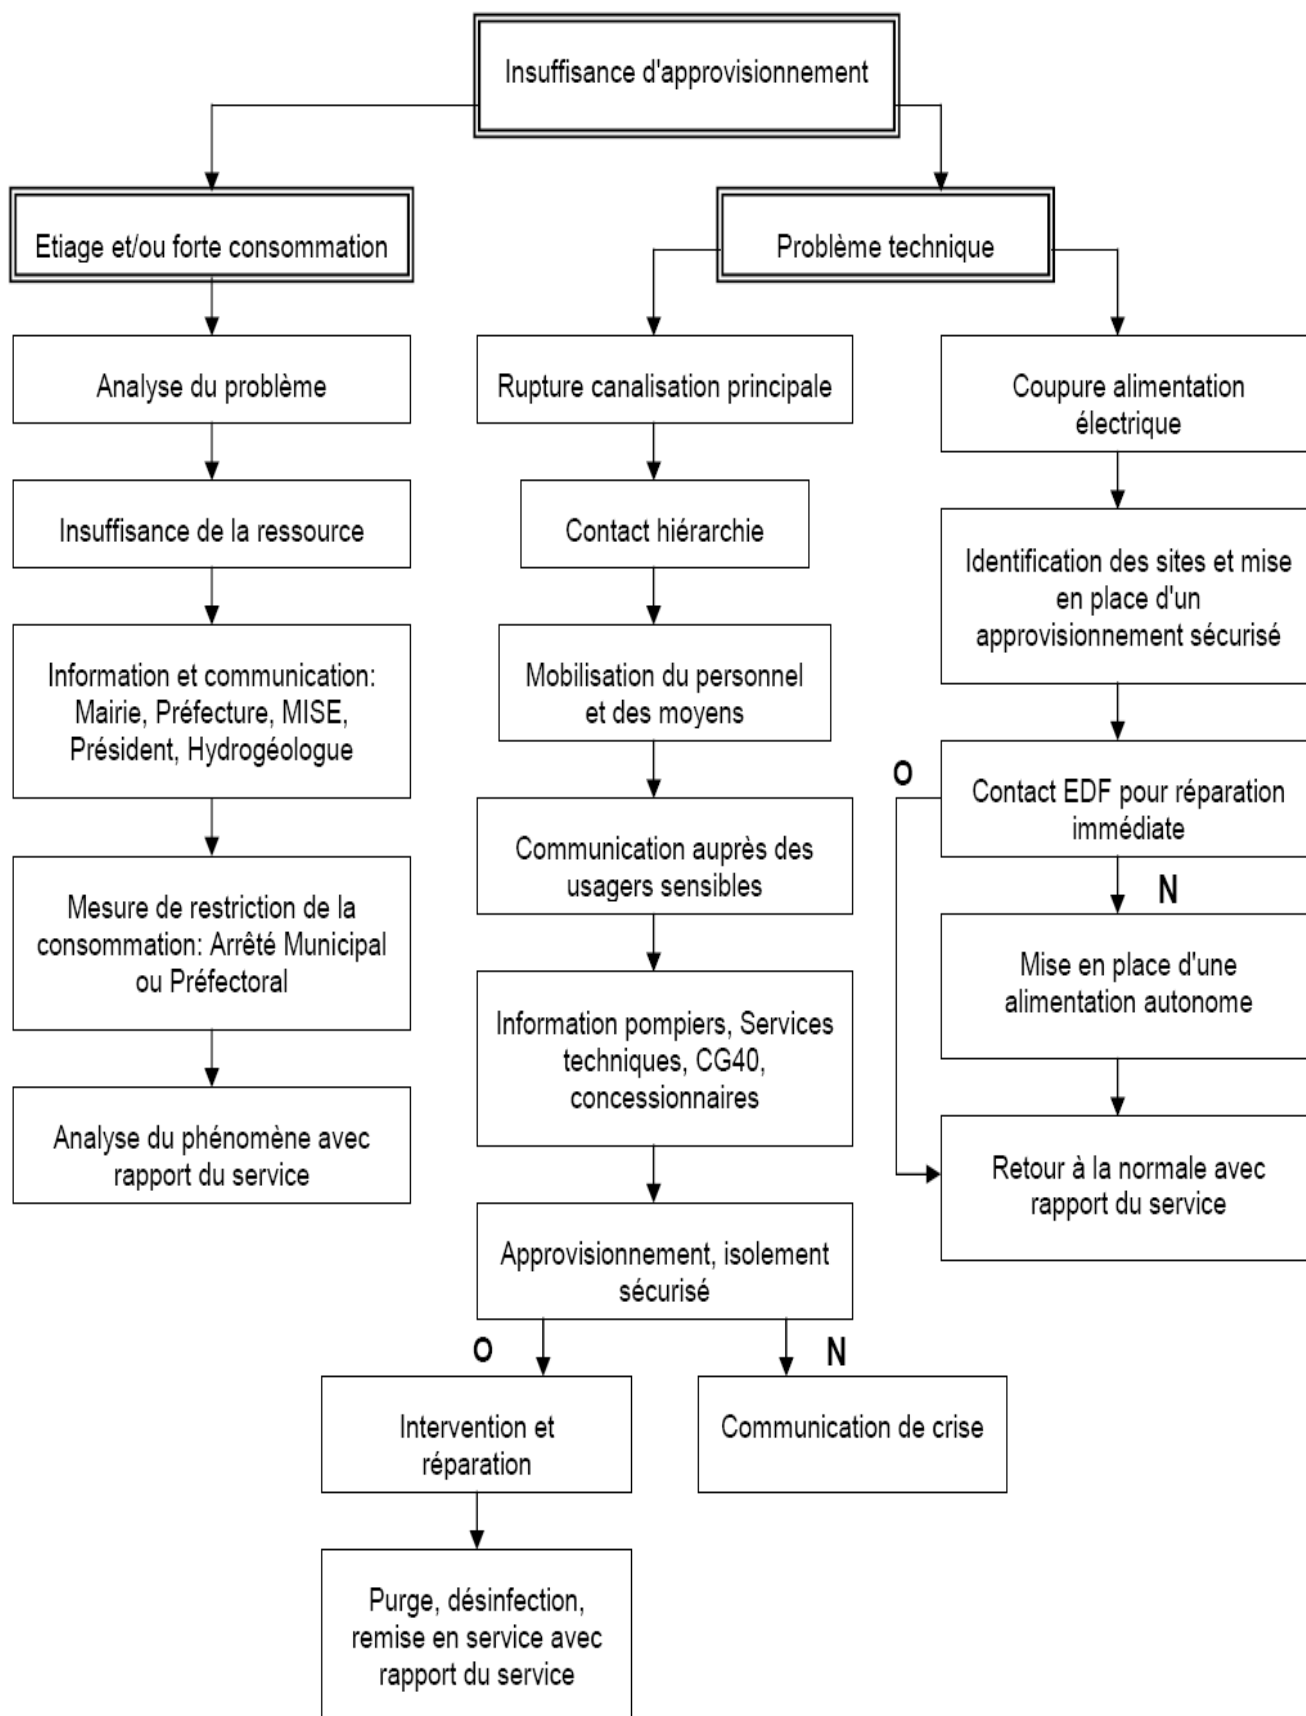 Insuffisance d'approvisionnement
Etiage et/ou forte consommation
Analyse du problème
Insuffisance de la ressource
Information et communication:
Mairie, Préfecture, MISE,
Président, Hydrogéologue
Mesure de restriction de la
consommation: Arrêté Municipal
ou Préfectoral
Analyse du phénomène avec
rapport du service
Problème technique
Rupture canalisation principale
Contact hiérarchie
Mobilisation du personnel
et des moyens
Communication auprès des
usagers sensibles
Information pompiers, Services
techniques, CG40,
concessionnaires
Approvisionnement, isolement
sécurisé
O
Intervention et
réparation
Purge, désinfection,
remise en service avec
rapport du service
N
Communication de crise
Coupure alimentation
électrique
Identification des sites et mise
en place d'un
approvisionnement sécurisé
Contact EDF pour réparation
immédiate
O
N
Mise en place d'une
alimentation autonome
Retour à la normale avec
rapport du service